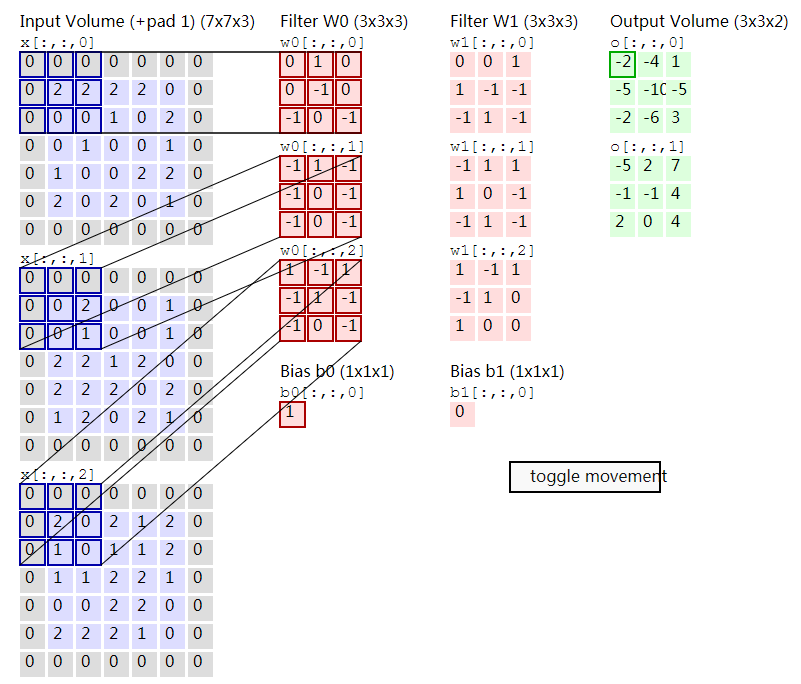 Input Volume (+pad 1) (7x7x3)
x[:,:,0]
0 0 0 0 0 0 0
0 2 2 2 2 0 0
0 0 0 1 0 2 0
0 0 1 0 0 1 0
0 1 0 0 2 2 0
0 2 0 2 0 1 0
0 0 0 0 0 0 0
x[:,:,1]
0 0 0 0 0 0 0
0 0 2 0 0 1 0
0 0 1 0 0 1 0
0 2 2 1 2 0 0
0 2 2 2 0 2 0
0 1 2 0 2 1 0
0 0 0 0 0 0 0
x[:,:,2]
0 0 0 0 0 0 0
0 2 0 2 1 2 0
0 1 0 1 1 2 0
0 1 1 2 2 1 0
0 0 0 2 2 0 0
0 2 2 2 1 0 0
0 0 0 0 0 0 0
Filter W0 (3x3x3)
w0[:,:,0]
0 1 0
0 -1 0
-1 0 -1
w0[:,:,1]
-1 1 -1
-1 0 -1
-1 0 -1
w0[:,:,2]
1 -1 1
-1 1 -1
-1 0 -1
Bias b0 (1x1x1)
b0[:,:,0]
1
Filter W1 (3x3x3)
w1[:,:,0]
0 0 1
1 -1 -1
-1 1 -1
w1[:,:,1]
-1 1 1
1 0 -1
-1 1 -1
w1[:,:,2]
1 -1 1
-1 1 0
1 0 0
Bias b1 (1x1x1)
b1[:,:,0]
0
Output Volume (3x3x2)
o[:,:,0]
-2 -4 1
-5 -10 -5
-2 -6 3
o[:,:,1]
-5 2 7
-1 -1 4
2 0 4
toggle movement